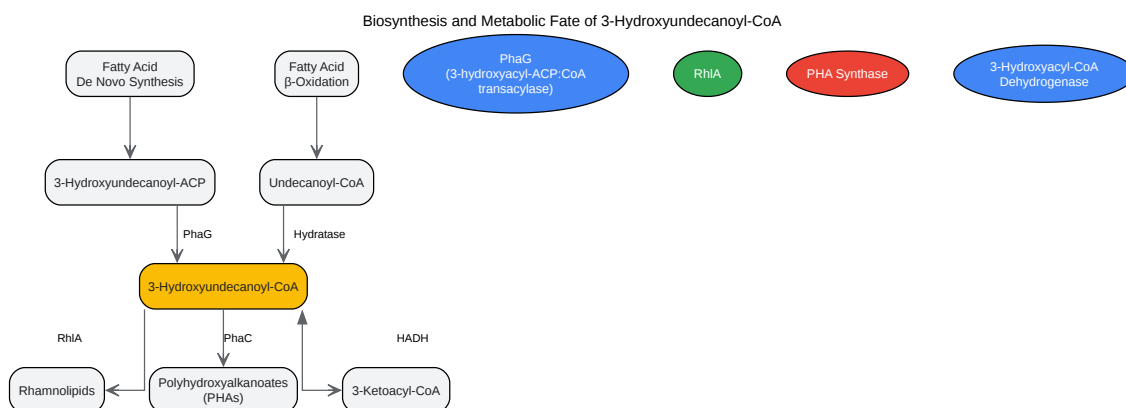 Biosynthesis and Metabolic Fate of 3-Hydroxyundecanoyl-CoA
Fatty Acid
De Novo Synthesis
Fatty Acid
β-Oxidation
PhaG
(3-hydroxyacyl-ACP:CoA
transacylase)
RhlA
PHA Synthase
3-Hydroxyacyl-CoA
Dehydrogenase
3-Hydroxyundecanoyl-ACP
Undecanoyl-CoA
PhaG
Hydratase
3-Hydroxyundecanoyl-CoA
RhlA
PhaC
HADH
Rhamnolipids
Polyhydroxyalkanoates
(PHAs)
3-Ketoacyl-CoA